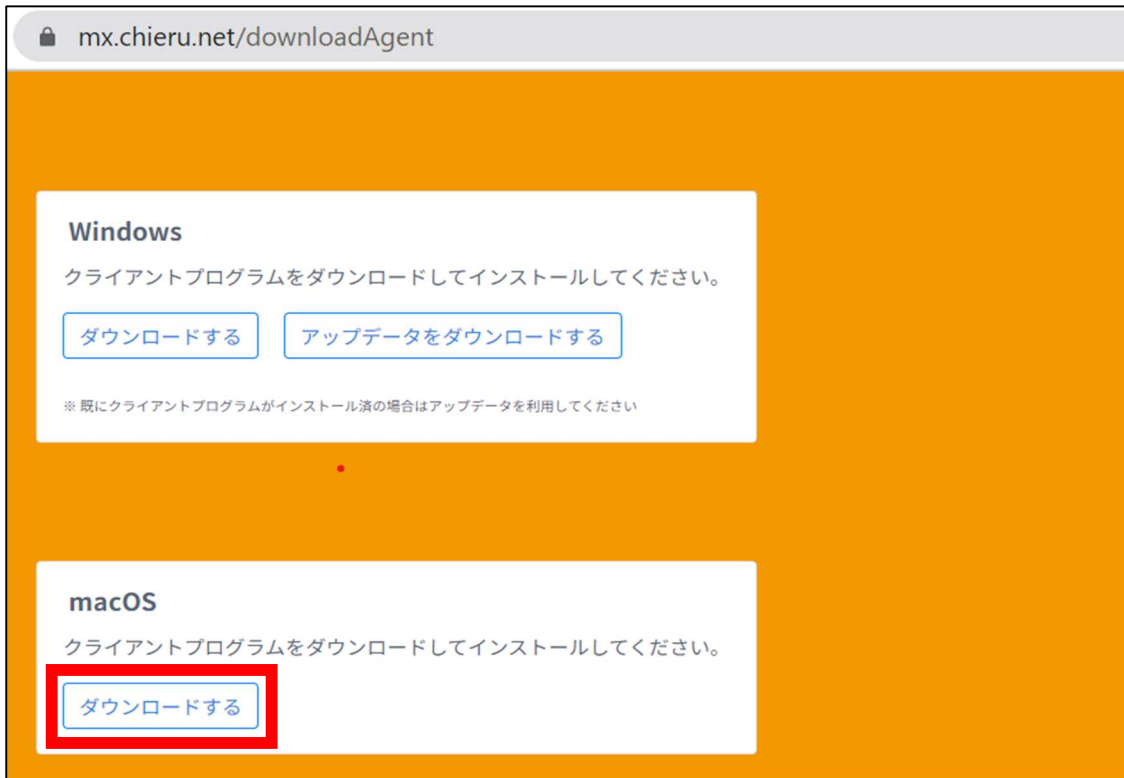 mx.chieru.net/downloadAgent
Windows
クライアントプログラムをダウンロードしてインストールしてください。
ダウンロードする
アップデータをダウンロードする
※ 既にクライアントプログラムがインストール済の場合はアップデータを利用してください
macOS
クライアントプログラムをダウンロードしてインストールしてください。
ダウンロードする